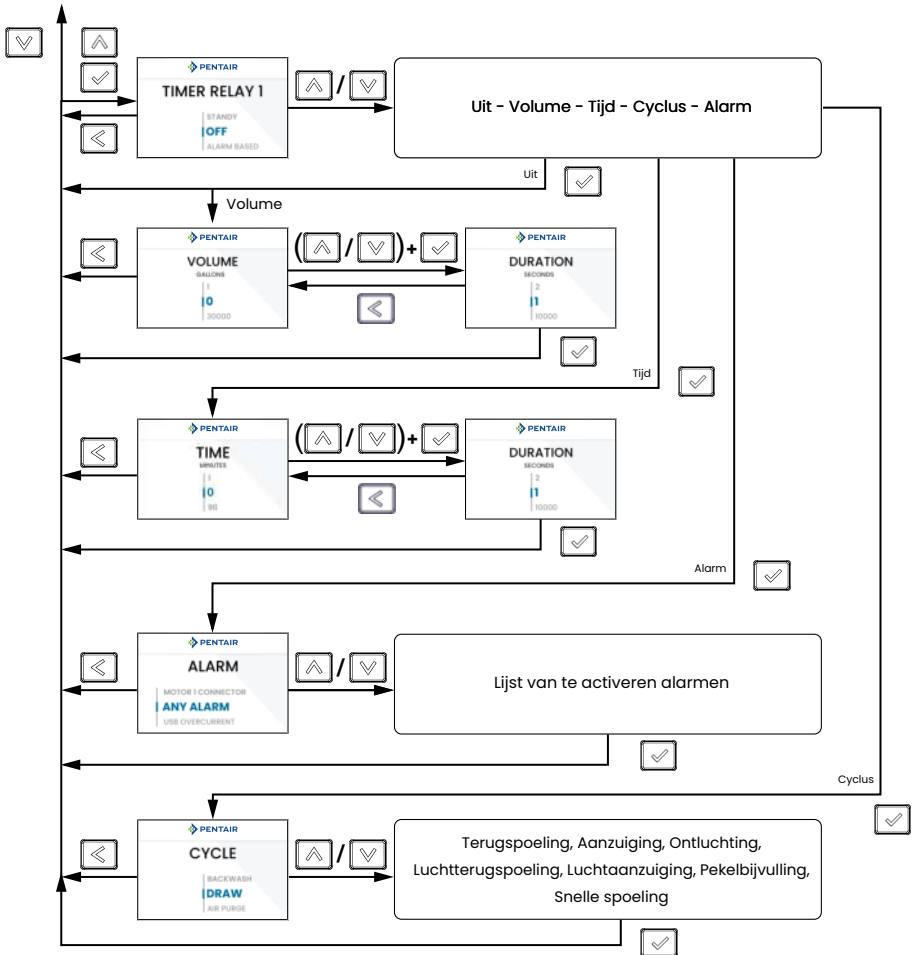 PENTAIR
TIMER RELAY 1
STANDY
OFF
ALARM BASED
/
Uit - Volume - Tijd - Cyclus - Alarm
Uit
Volume
PENTAIR
VOLUME
GALLONS
1
0
30000
( / )+
PENTAIR
DURATION
SECONDS
2
1
10000
Tijd
PENTAIR
TIME
MINUTES
1
0
90
( / )+
PENTAIR
DURATION
SECONDS
2
1
10000
Alarm
PENTAIR
ALARM
MOTOR 1 CONNECTOR
ANY ALARM
USB OVERCURRENT
/
Lijst van te activeren alarmen
Cyclus
PENTAIR
CYCLE
BACKWASH
DRAW
AIR PURGE
/
Terugspoeling, Aanzuiging, Ontluchting,
Luchtterugspoeling, Luchtaanzuiging, Pekelbijvulling,
Snelle spoeling